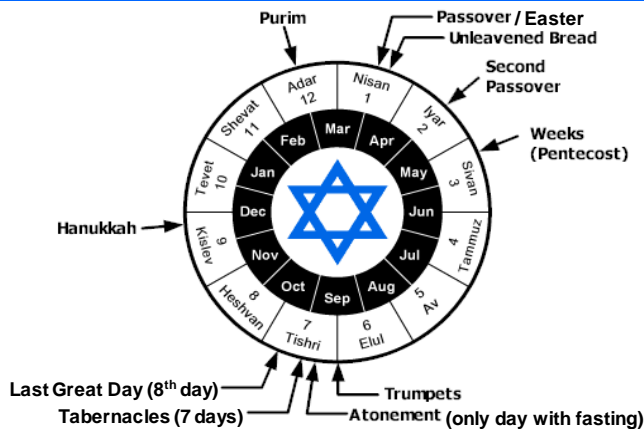 Purim
Passover / Easter
Unleavened Bread
Second
Passover
Weeks
(Pentecost)
Hanukkah
Nisan
1
Iyar
2
Sivan
3
Tammuz
4
Av
5
Elul
6
Tishri
7
Heshvan
8
Kislev
9
Tevet
10
Shevat
11
Adar
12
Mar
Apr
May
Jun
Jul
Aug
Sep
Oct
Nov
Dec
Jan
Feb
Last Great Day (8th day)
Tabernacles (7 days)
Trumpets
Atonement (only day with fasting)